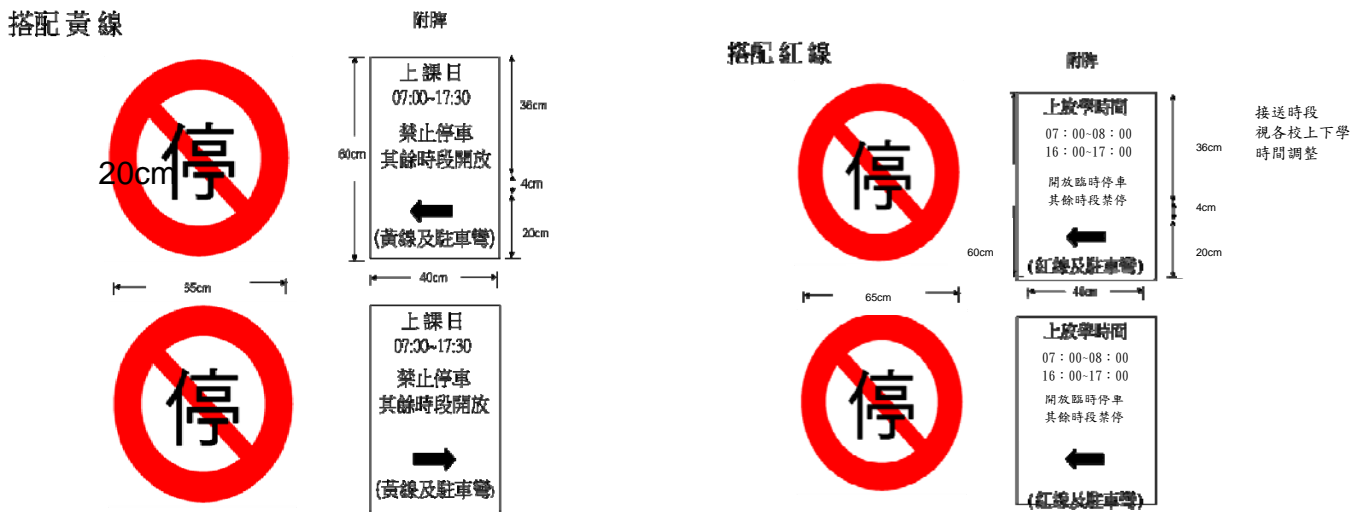 搭配黃線
附牌
停
20cm
上課日
07:00~17:30
禁止停車
其餘時段開放
(黃線及駐車彎)
60cm
36cm
4cm
20cm
40cm
65cm
停
上課日
07:00~17:30
禁止停車
其餘時段開放
(黃線及駐車彎)
搭配紅線
附牌
停
上放學時間
07：00~08：00
16：00~17：00
開放臨時停車
其餘時段禁停
(紅線及駐車彎)
36cm
4cm
20cm
60cm
40cm
65cm
接送時段
視各校上下學
時間調整
停
上放學時間
07：00~08：00
16：00~17：00
開放臨時停車
其餘時段禁停
(紅線及駐車彎)